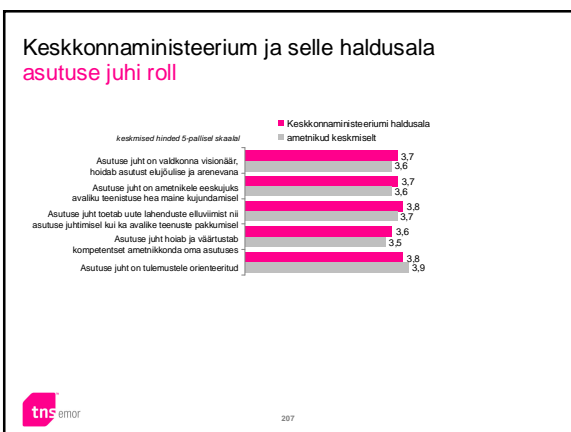 Keskkonnaministeerium ja selle haldusala
asutuse juhi roll
keskmised hinded 5-pallisel skaalal
Keskkonnaministeeriumi haldusala
ametnikud keskmiselt
Asutuse juht on valdkonna visionäär,
hoidab asutust elujõulise ja arenevana
3,7
3,6
Asutuse juht on ametnikele eeskujuks
avaliku teenistuse hea maine kujundamisel
3,7
3,6
Asutuse juht toetab uute lahenduste elluviimist nii
asutuse juhtimisel kui ka avalike teenuste pakkumisel
3,8
3,7
Asutuse juht hoiab ja väärtustab
kompetentset ametnikkonda oma asutuses
3,6
3,5
Asutuse juht on tulemustele orienteeritud
3,8
3,9
tns emor
207